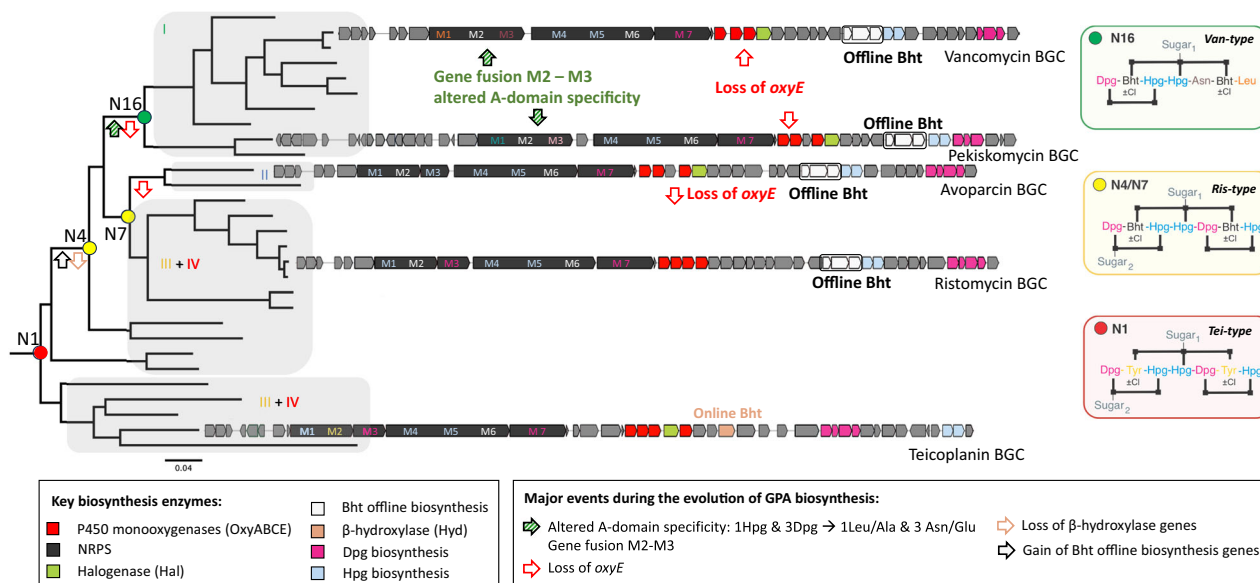 I
M1 M2 M3 M4 M5 M6 M7
Offline Bht
Vancomycin BGC
Gene fusion M2 – M3
altered A-domain specificity
Loss of oxyE
N16
M1 M2 M3 M4 M5 M6 M7
Offline Bht
Pekiskomycin BGC
II
M1 M2 M3 M4 M5 M6 M7
Loss of oxyE
Offline Bht
Avoparcin BGC
N7
N4
III + IV
M1 M2 M3 M4 M5 M6 M7
Offline Bht
Ristomycin BGC
N1
III + IV
M1 M2 M3 M4 M5 M6 M7
Online Bht
Teicoplanin BGC
0.04
N16 Van-type
Sugar1
Dpg-Bht-Hpg-Hpg-Asn-Bht-Leu
±Cl ±Cl
N4/N7 Ris-type
Sugar1
Dpg-Bht-Hpg-Hpg-Dpg-Bht-Hpg
±Cl ±Cl
Sugar2
N1 Tei-type
Sugar1
Dpg-Tyr-Hpg-Hpg-Dpg-Tyr-Hpg
±Cl ±Cl
Sugar2
Key biosynthesis enzymes:
P450 monooxygenases (OxyABCE)
NRPS
Halogenase (Hal)
Bht offline biosynthesis
β-hydroxylase (Hyd)
Dpg biosynthesis
Hpg biosynthesis
Major events during the evolution of GPA biosynthesis:
Altered A-domain specificity: 1Hpg & 3Dpg → 1Leu/Ala & 3 Asn/Glu
Gene fusion M2-M3
Loss of oxyE
Loss of β-hydroxylase genes
Gain of Bht offline biosynthesis genes